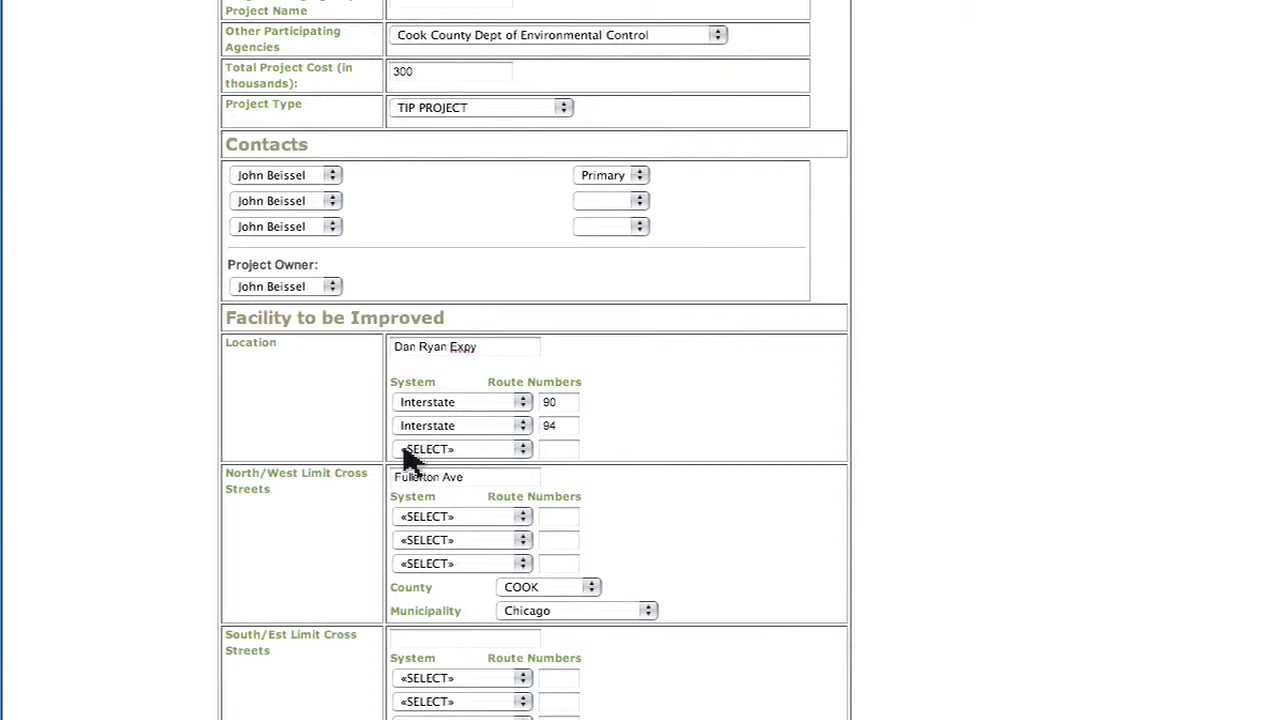 Project Name
Other Participating
Agencies
Cook County Dept of Environmental Control
Total Project Cost (in
thousands):
300
Project Type
TIP PROJECT
Contacts
John Beissel Primary
John Beissel
John Beissel
Project Owner:
John Beissel
Facility to be Improved
Location
Dan Ryan Expy
System Route Numbers
Interstate 90
Interstate 94
«SELECT»
North/West Limit Cross
Streets
Fullerton Ave
System Route Numbers
«SELECT»
«SELECT»
«SELECT»
County COOK
Municipality Chicago
South/Est Limit Cross
Streets
System Route Numbers
«SELECT»
«SELECT»